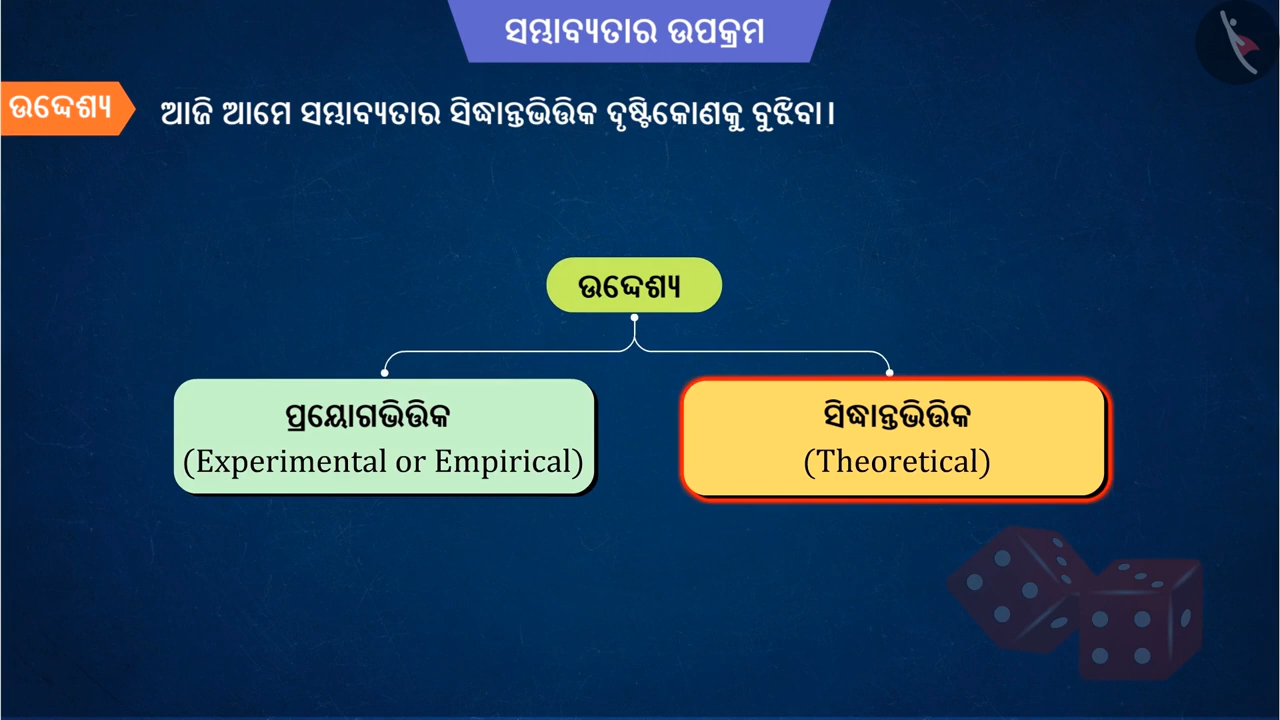 ସମ୍ଭାବ୍ୟତାର ଉପକ୍ରମ
ଉଦ୍ଦେଶ୍ୟ
ଆଜି ଆମେ ସମ୍ଭାବ୍ୟତାର ସିଦ୍ଧାନ୍ତଭିତ୍ତିକ ଦୃଷ୍ଟିକୋଣକୁ ବୁଝିବା।
ଉଦ୍ଦେଶ୍ୟ
ପ୍ରୟୋଗଭିତ୍ତିକ
(Experimental or Empirical)
ସିଦ୍ଧାନ୍ତଭିତ୍ତିକ
(Theoretical)